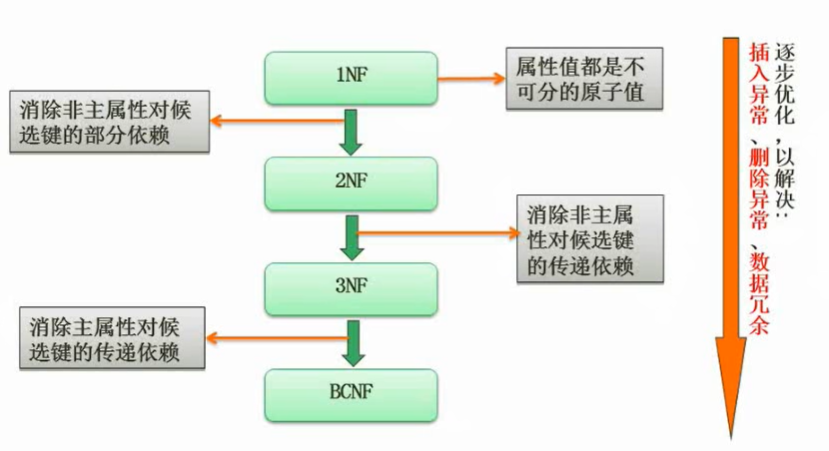 1NF
属性值都是不
可分的原子值
消除非主属性对候
选键的部分依赖
2NF
消除非主属
性对候选键
的传递依赖
3NF
消除主属性对候
选键的传递依赖
BCNF
逐步优化,以解决:
插入异常、删除异常、数据冗余